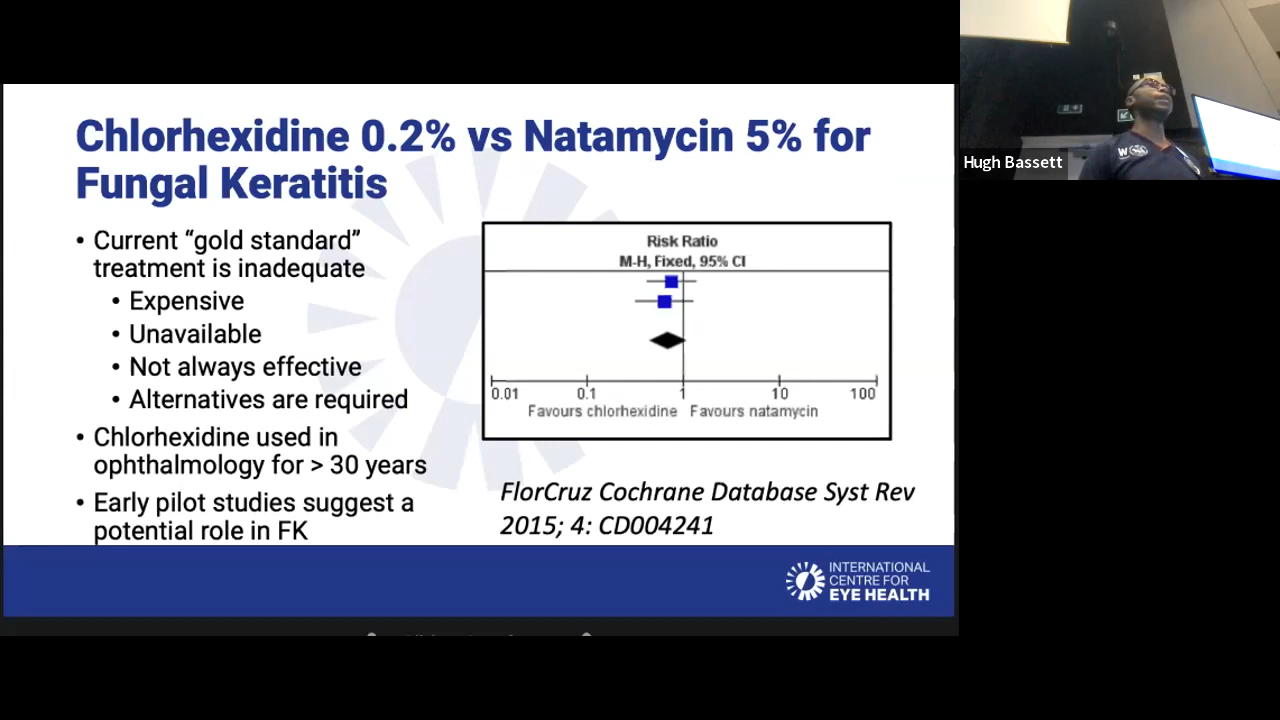 Chlorhexidine 0.2% vs Natamycin 5% for
Fungal Keratitis
• Current “gold standard”
treatment is inadequate
• Expensive
• Unavailable
• Not always effective
• Alternatives are required
• Chlorhexidine used in
ophthalmology for > 30 years
• Early pilot studies suggest a
potential role in FK
Risk Ratio
M-H, Fixed, 95% CI
0.01 0.1 1 10 100
Favours chlorhexidine Favours natamycin
FlorCruz Cochrane Database Syst Rev
2015; 4: CD004241
INTERNATIONAL
CENTRE FOR
EYE HEALTH
Hugh Bassett
W